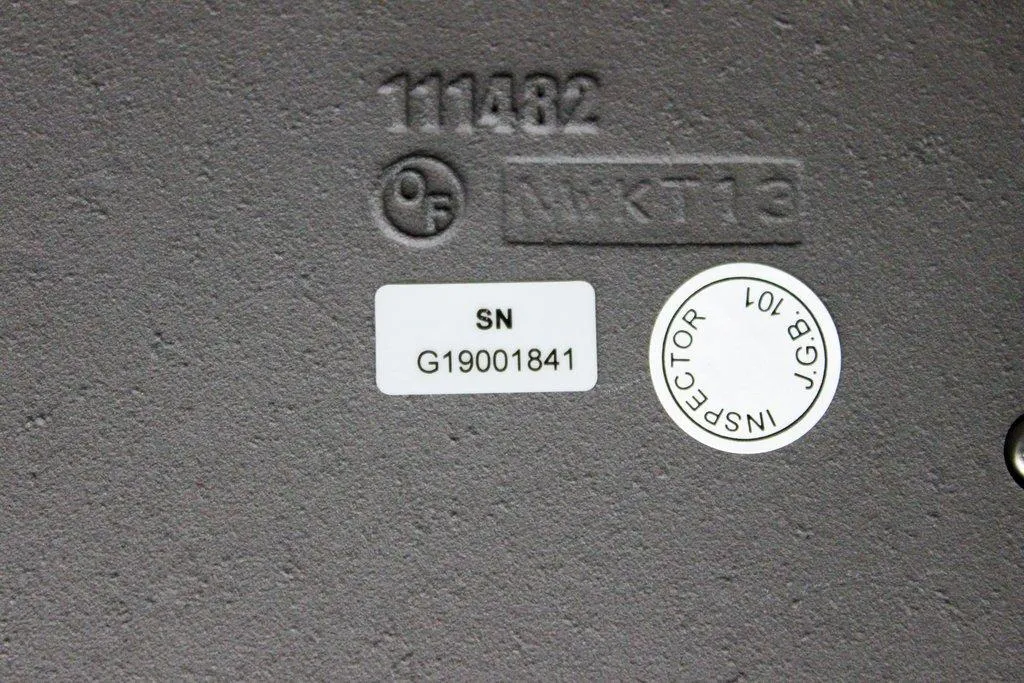 111482
OF
KT13
SN
G19001841
INSPECTOR
J.G.B. 101